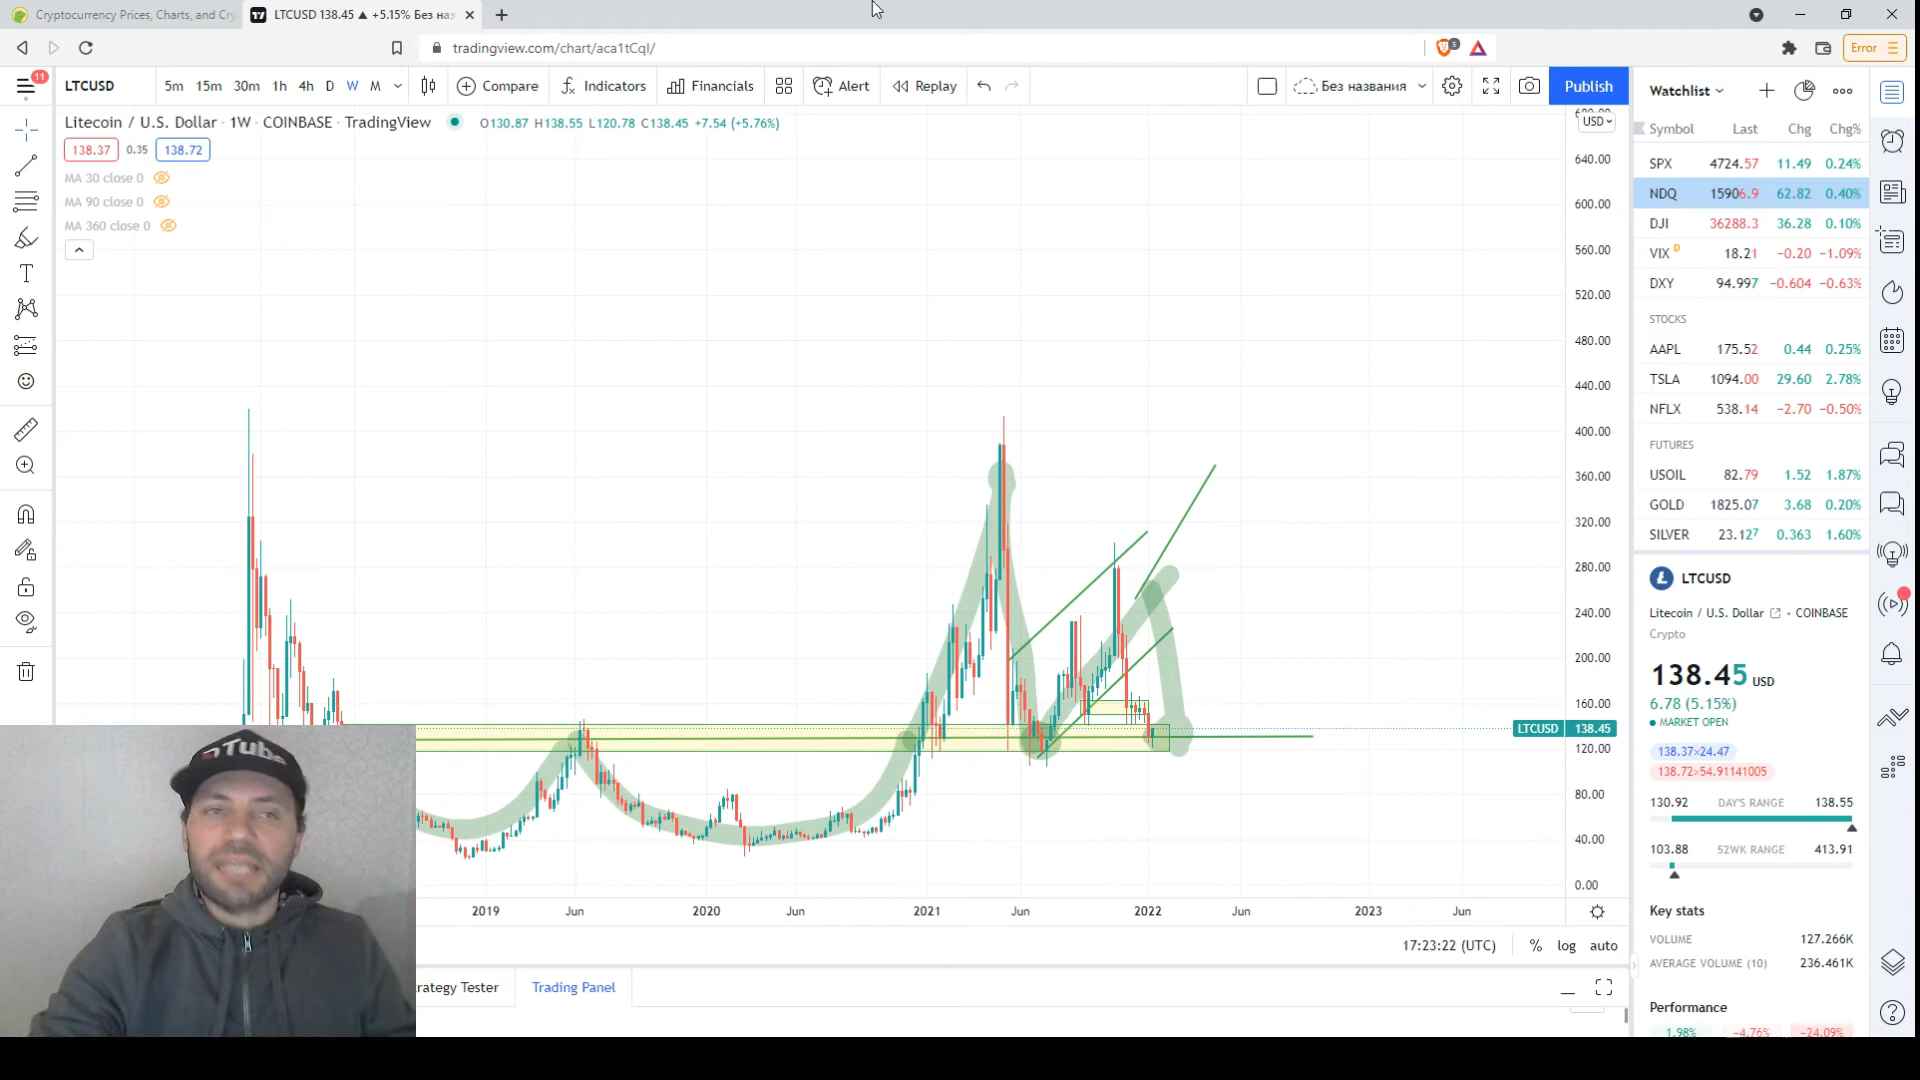 Cryptocurrency Prices, Charts, and Cry
LTCUSD 138.45 ▲ +5.15% Без наз
tradingview.com/chart/aca1tCql/
5
Error
11
LTCUSD
5m 15m 30m 1h 4h D W M
Compare
Indicators
Financials
Alert
Replay
Без названия
Publish
Litecoin / U.S. Dollar · 1W · COINBASE · TradingView
O130.87 H138.55 L120.78 C138.45 +7.54 (+5.76%)
138.37 0.35 138.72
MA 30 close 0
MA 90 close 0
MA 360 close 0
680.00
USD
640.00
600.00
560.00
520.00
480.00
440.00
400.00
360.00
320.00
280.00
240.00
200.00
160.00
LTCUSD 138.45
120.00
80.00
40.00
0.00
2019 Jun 2020 Jun 2021 Jun 2022 Jun 2023 Jun
17:23:22 (UTC) % log auto
rategy Tester
Trading Panel
Tube
Watchlist
Symbol Last Chg Chg%
SPX 4724.57 11.49 0.24%
NDQ 15906.9 62.82 0.40%
DJI 36288.3 36.28 0.10%
VIX D 18.21 −0.20 −1.09%
DXY 94.997 −0.604 −0.63%
STOCKS
AAPL 175.52 0.44 0.25%
TSLA 1094.00 29.60 2.78%
NFLX 538.14 −2.70 −0.50%
FUTURES
USOIL 82.79 1.52 1.87%
GOLD 1825.07 3.68 0.20%
SILVER 23.127 0.363 1.60%
LTCUSD
Litecoin / U.S. Dollar • COINBASE
Crypto
138.45 USD
6.78 (5.15%)
MARKET OPEN
138.37×24.47
138.72×54.91141005
130.92 DAY'S RANGE 138.55
103.88 52WK RANGE 413.91
Key stats
VOLUME 127.266K
AVERAGE VOLUME (10) 236.461K
Performance
1.98% −4.76% −24.09%